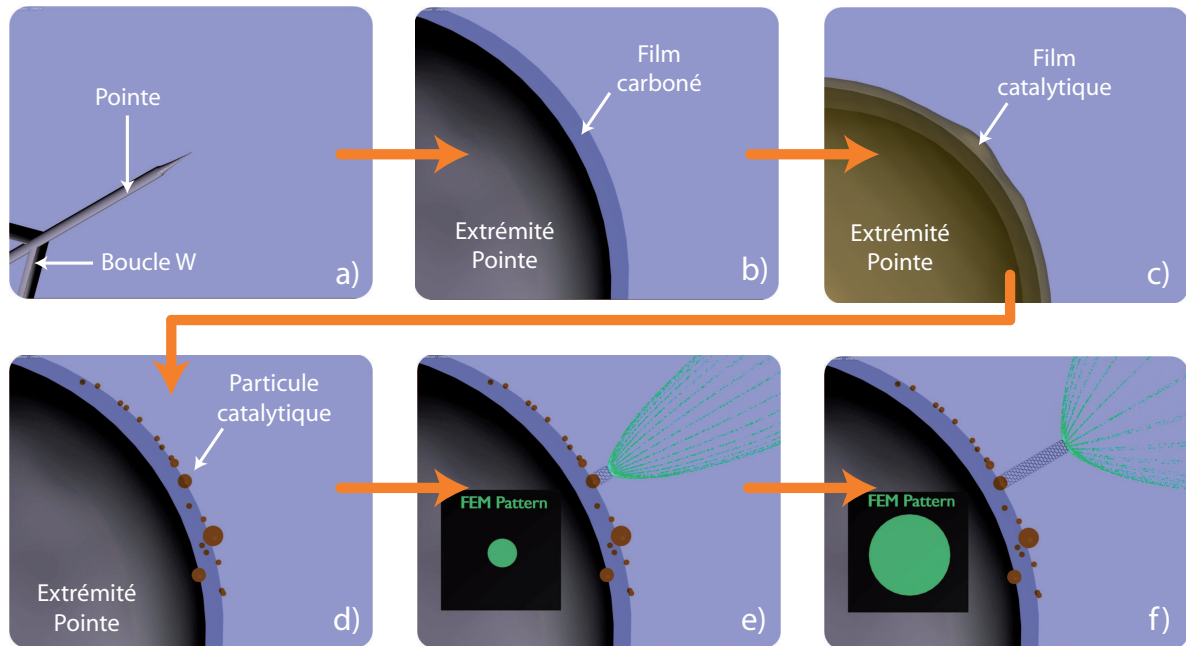 Pointe
Boucle W
a)
Film
carboné
Extrémité
Pointe
b)
Film
catalytique
Extrémité
Pointe
c)
Particule
catalytique
Extrémité
Pointe
d)
FEM Pattern
e)
FEM Pattern
f)